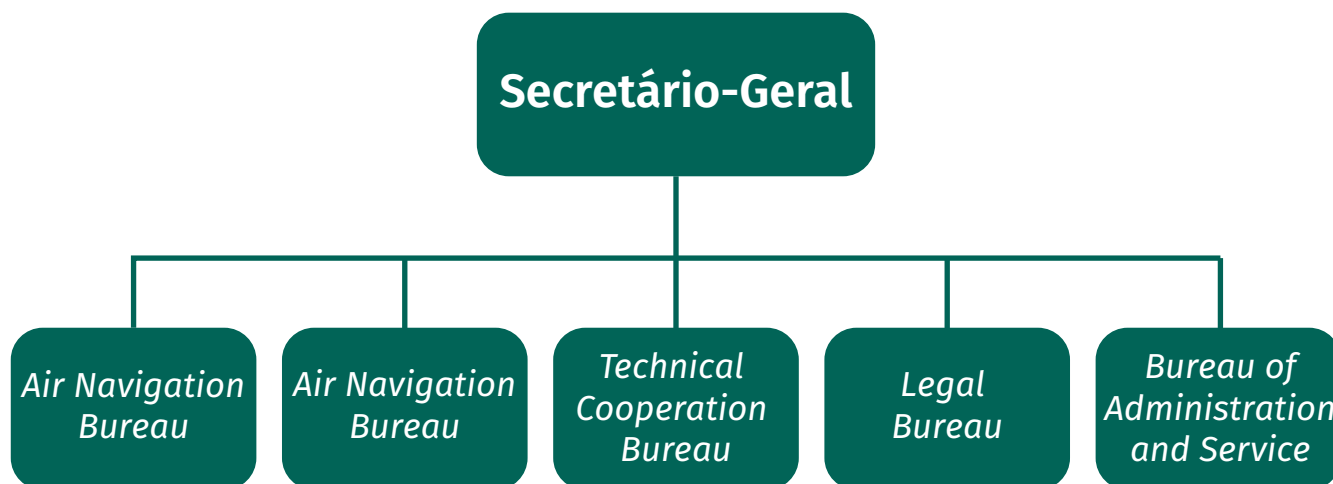 Secretário-Geral
Air Navigation
Bureau
Air Navigation
Bureau
Technical
Cooperation
Bureau
Legal
Bureau
Bureau of
Administration
and Service